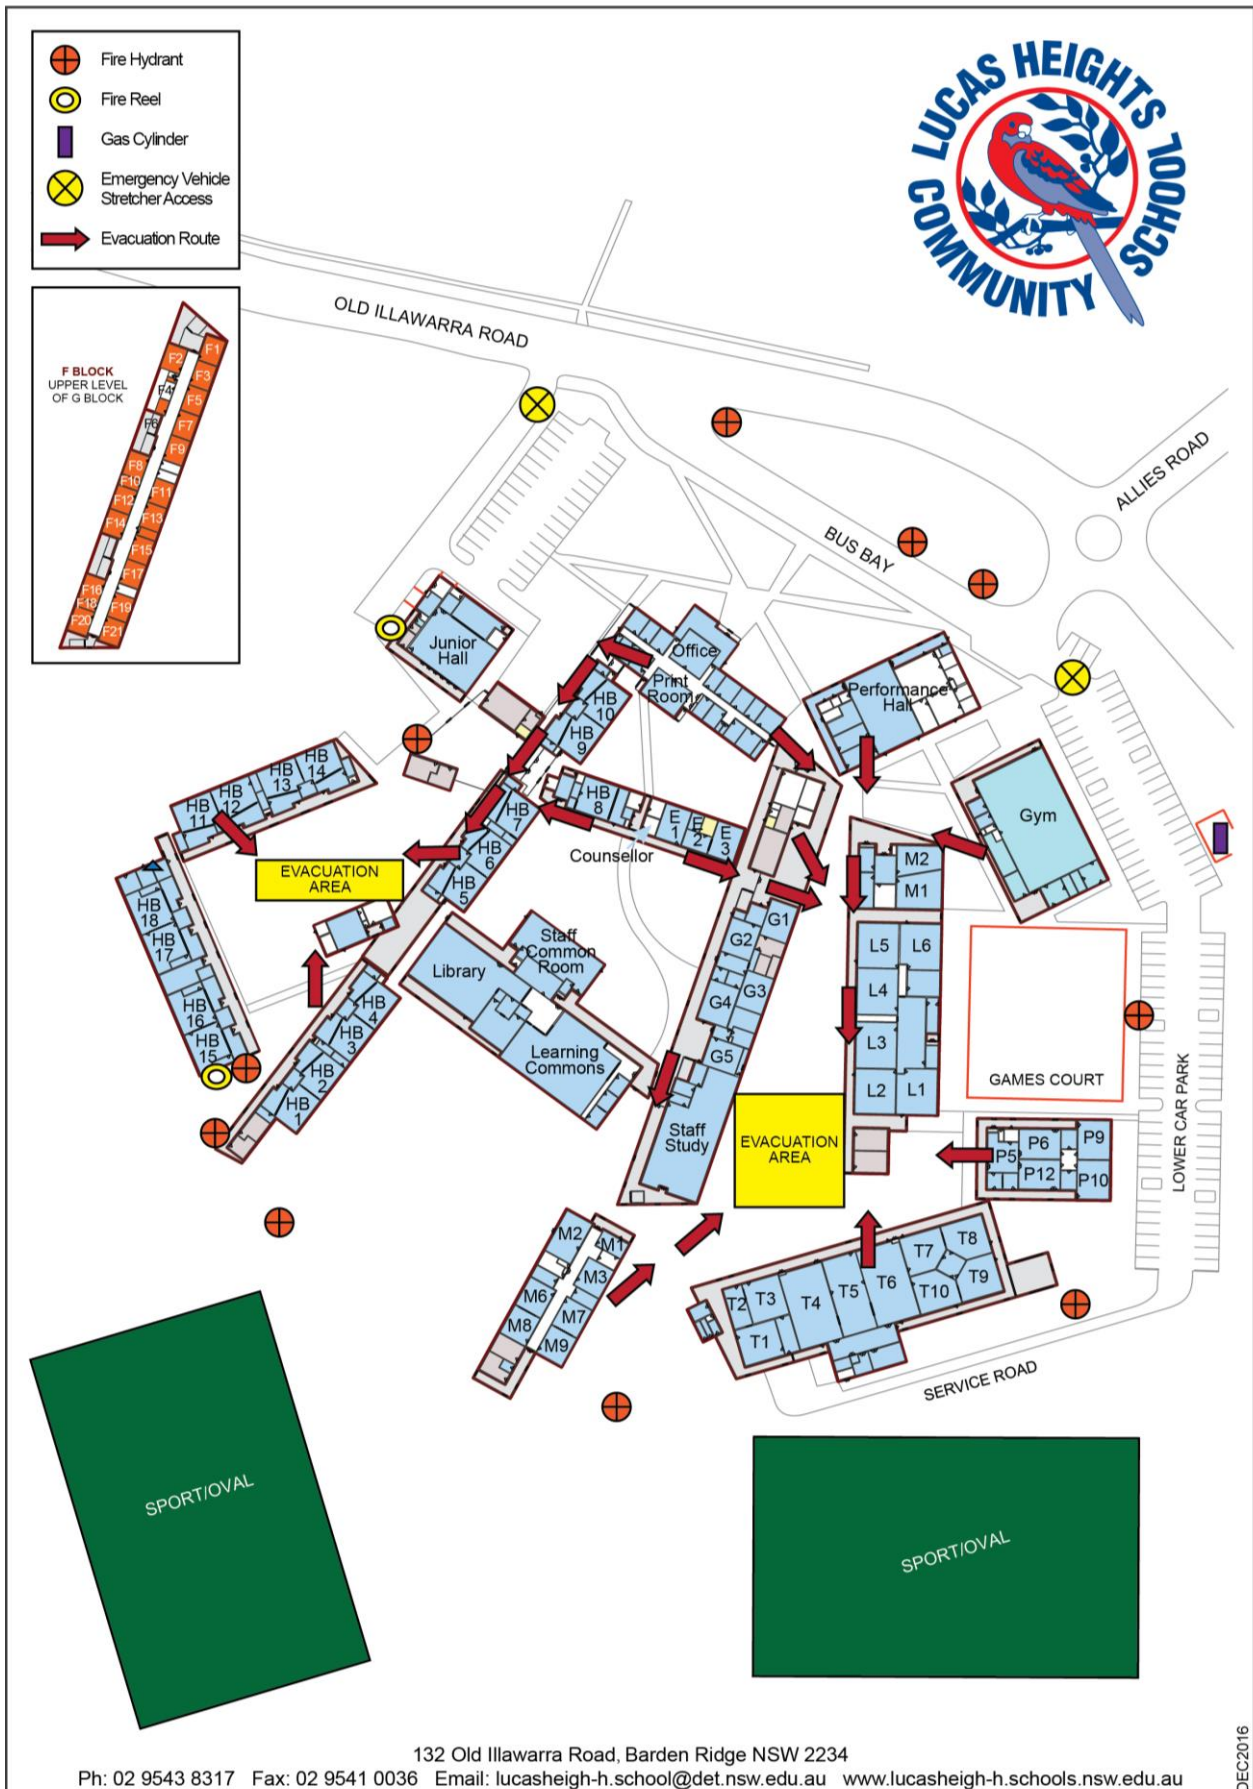 Fire Hydrant
Fire Reel
Gas Cylinder
Emergency Vehicle
Stretcher Access
Evacuation Route
LUCAS HEIGHTS
COMMUNITY SCHOOL
F BLOCK
UPPER LEVEL
OF G BLOCK
F1
F2
F3
F4
F5
F6
F7
F8
F9
F10
F11
F12
F13
F14
F15
F16
F17
F18
F19
F20
F21
OLD ILLAWARRA ROAD
ALLIES ROAD
BUS BAY
Junior
Hall
Office
Print
Room
Performance
Hall
Gym
HB
10
HB
9
HB
14
HB
13
HB
12
HB
11
HB
8
HB
7
HB
6
HB
5
E
1
E
2
E
3
Counsellor
M2
M1
EVACUATION
AREA
HB
18
HB
17
HB
16
HB
15
HB
4
HB
3
HB
2
HB
1
Library
Staff
Common
Room
Learning
Commons
G1
G2
G3
G4
G5
Staff
Study
L5
L6
L4
L3
L2
L1
GAMES COURT
LOWER CAR PARK
EVACUATION
AREA
P5
P6
P9
P12
P10
M2
M1
M3
M6
M7
M8
M9
T8
T7
T6
T5
T4
T3
T2
T1
T9
T10
SERVICE ROAD
SPORT/OVAL
SPORT/OVAL
132 Old Illawarra Road, Barden Ridge NSW 2234
Ph: 02 9543 8317 Fax: 02 9541 0036 Email: lucasheigh-h.school@det.nsw.edu.au www.lucasheigh-h.schools.nsw.edu.au
DEC2016